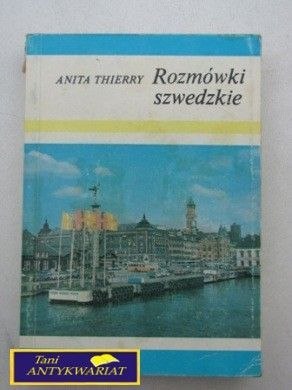 ANITA THIERRY Rozmówki
szwedzkie
Tani
ANTYKWARIAT